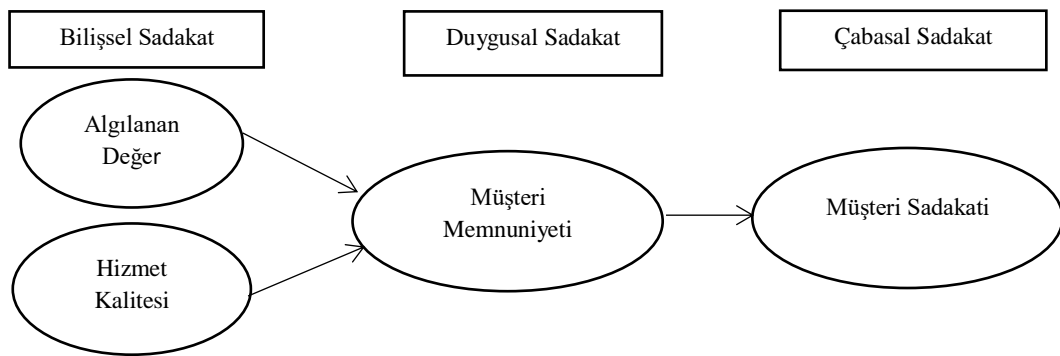 Bilişsel Sadakat
Duygusal Sadakat
Çabasal Sadakat
Algılanan
Değer
Müşteri
Memnuniyeti
Müşteri Sadakati
Hizmet
Kalitesi